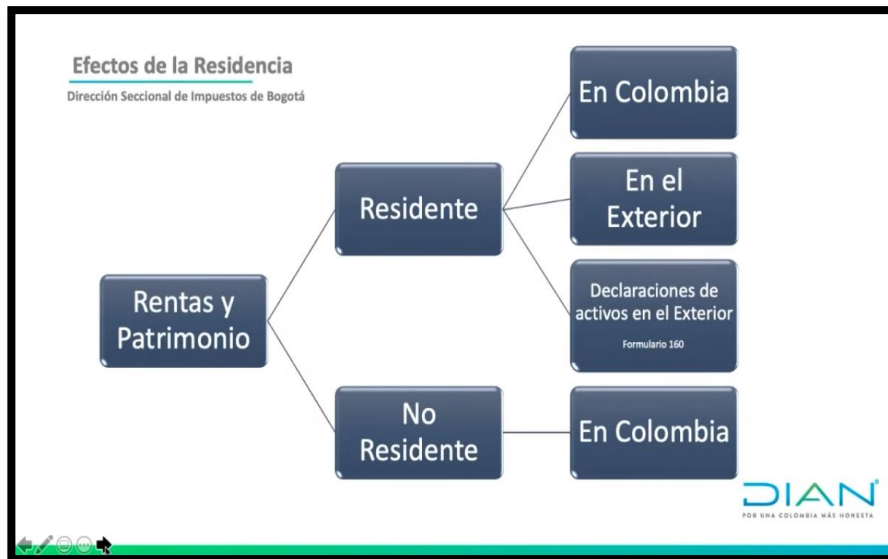 Efectos de la Residencia
Dirección Seccional de Impuestos de Bogotá
Rentas y
Patrimonio
Residente
En Colombia
En el
Exterior
Declaraciones de
activos en el Exterior
Formulario 160
No
Residente
En Colombia
DIAN
POR UNA COLOMBIA MÁS HONESTA